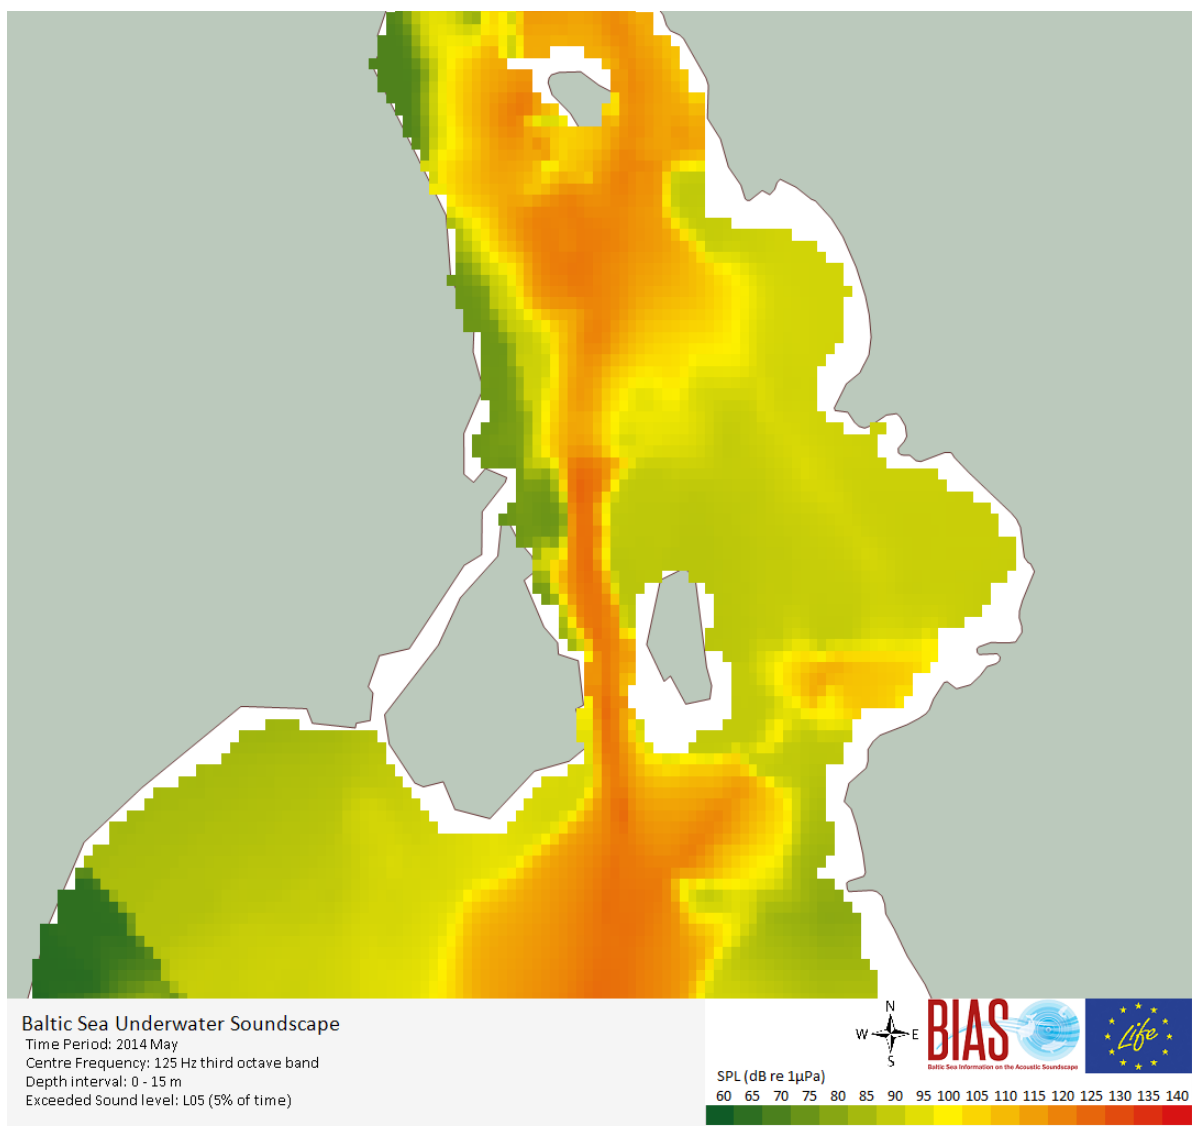 Baltic Sea Underwater Soundscape
Time Period: 2014 May
Centre Frequency: 125 Hz third octave band
Depth interval: 0 - 15 m
Exceeded Sound level: L05 (5% of time)
N
W E
S
BIAS
Baltic Sea Information on the Acoustic Soundscape
Life
SPL (dB re 1µPa)
60 65 70 75 80 85 90 95 100 105 110 115 120 125 130 135 140